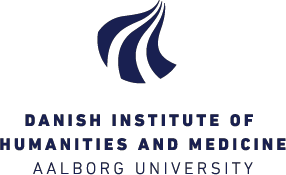 DANISH INSTITUTE OF
HUMANITIES AND MEDICINE
AALBORG UNIVERSITY